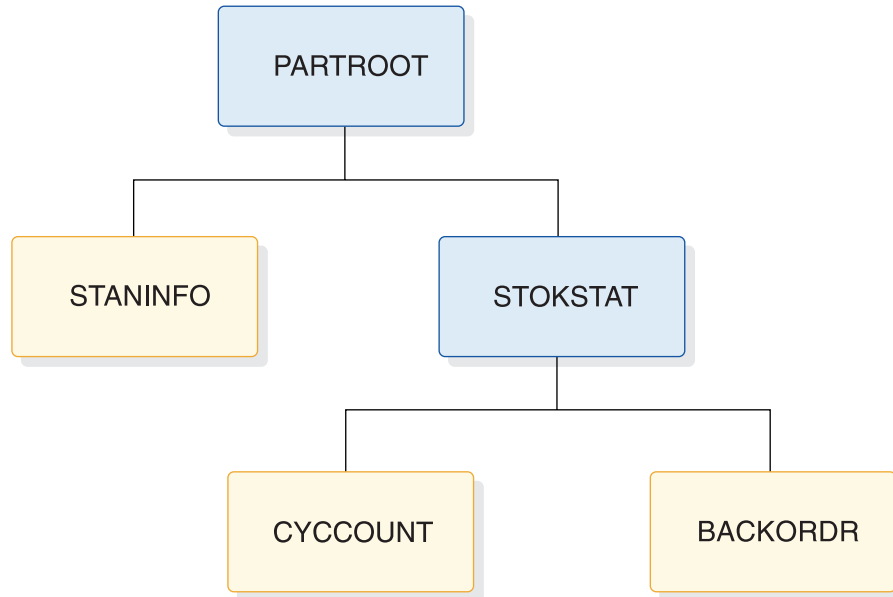 PARTROOT
STANINFO
STOKSTAT
CYCCOUNT
BACKORDR